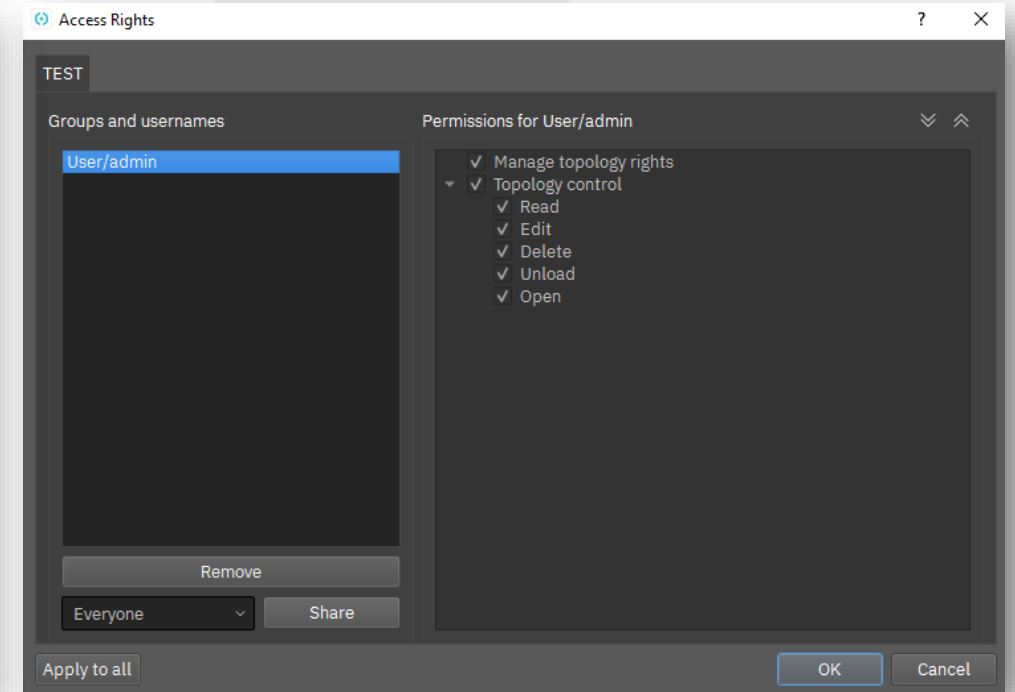 Access Rights
?
TEST
Groups and usernames
User/admin
Remove
Everyone
Share
Permissions for User/admin
Manage topology rights
Topology control
Read
Edit
Delete
Unload
Open
Apply to all
OK
Cancel